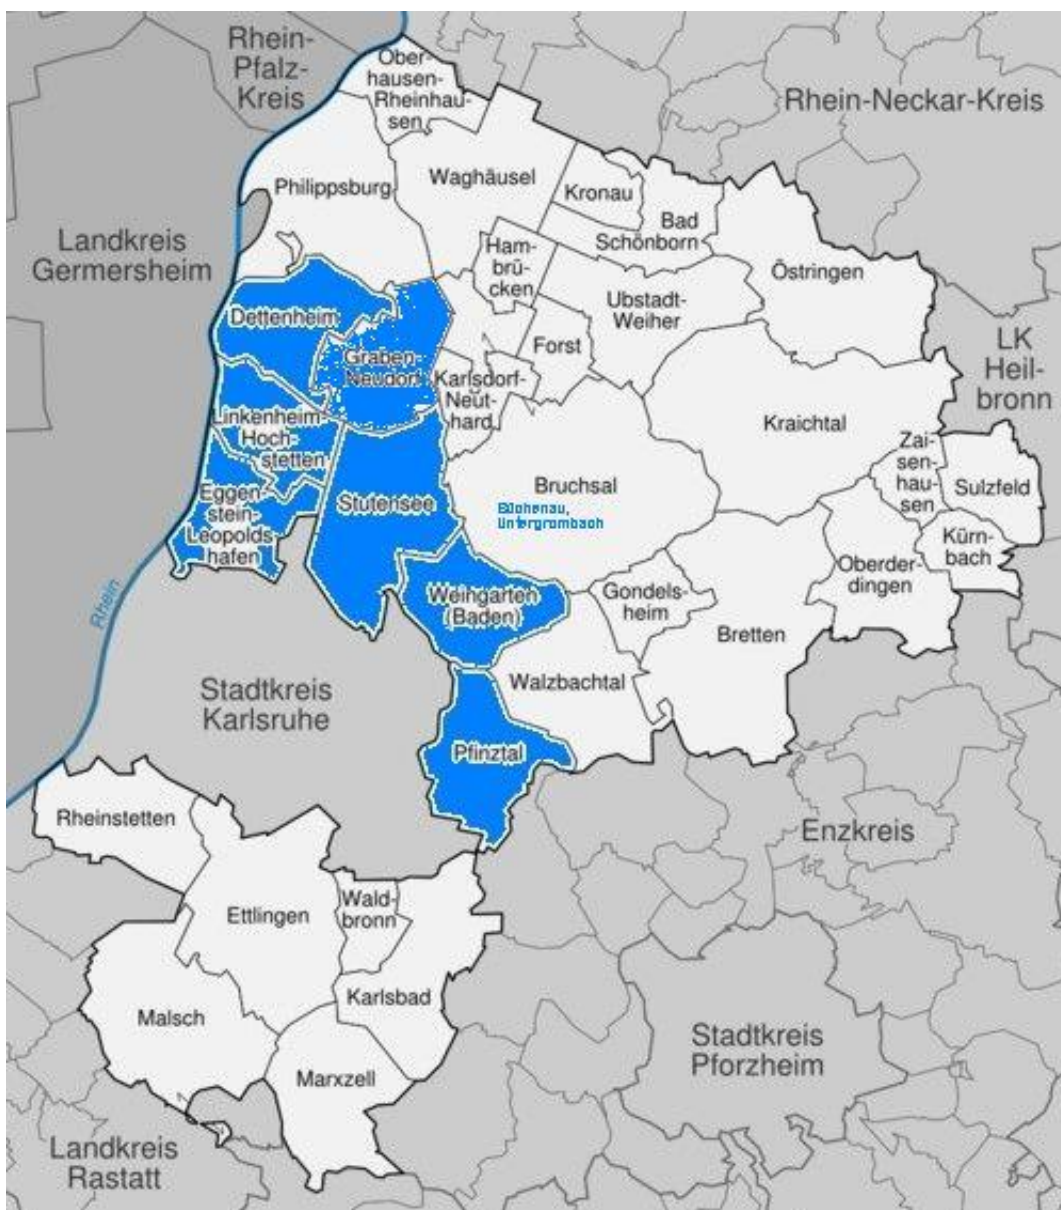 Rhein-
Pfalz-
Kreis
Ober-
hausen-
Rheinhau-
sen
Rhein-Neckar-Kreis
Philippsburg
Waghäusel
Kronau
Bad
Schönborn
Landkreis
Germersheim
Ham-
brü-
cken
Östringen
Ubstadt-
Weiher
Dettenheim
Graben-
Neudorf
Forst
LK
Heil-
bronn
Karlsdorf-
Neut-
hard
Linkenheim-
Hoch-
stetten
Kraichtal
Zai-
sen-
hau-
sen
Sulzfeld
Eggen-
stein-
Leopolds
hafen
Stutensee
Bruchsal
Büchenau,
Untergrombach
Kürn-
bach
Oberder-
dingen
Rhein
Weihgarten
(Baden)
Gondels-
heim
Bretten
Stadtkreis
Karlsruhe
Walzbachtal
Pfinztal
Rheinstetten
Enzkreis
Ettlingen
Wald-
bronn
Karlsbad
Malsch
Stadtkreis
Pforzheim
Marxzell
Landkreis
Rastatt